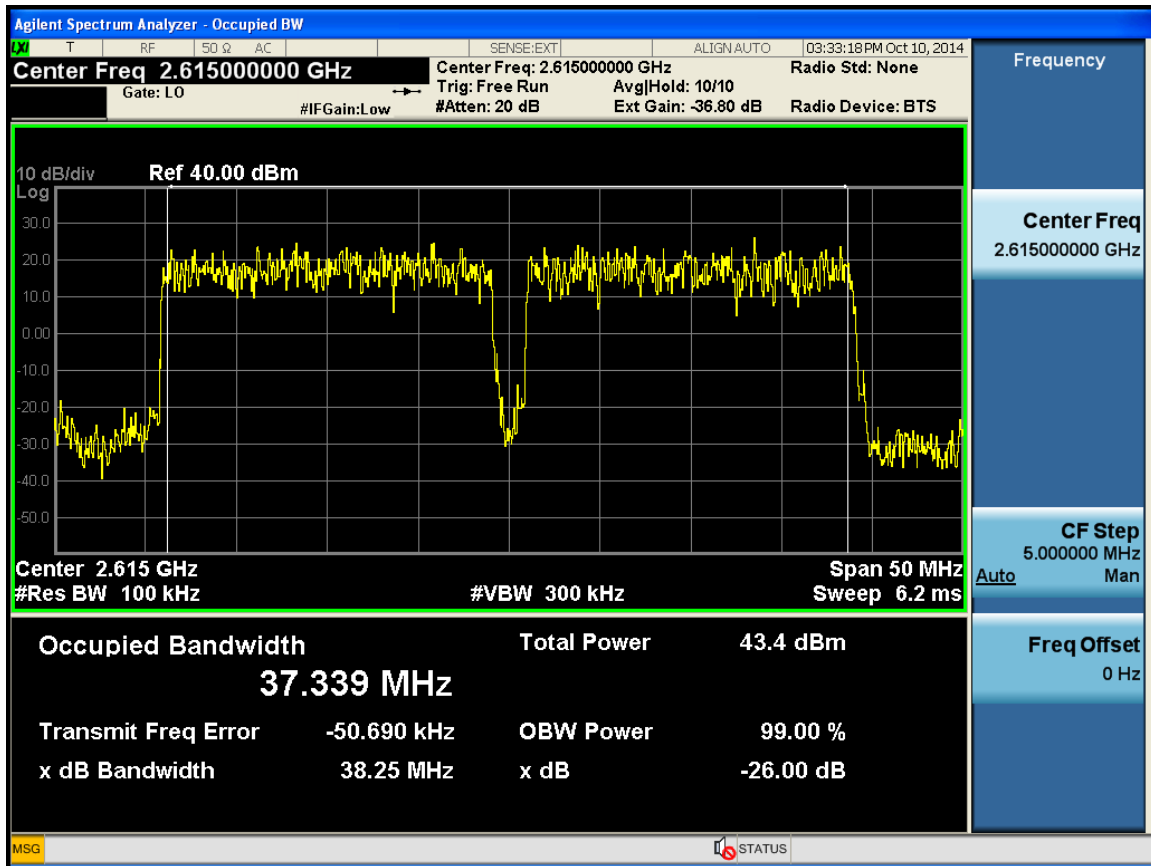 Agilent Spectrum Analyzer - Occupied BW
LXI T RF 50 Ω AC SENSE:EXT ALIGN AUTO 03:33:18 PM Oct 10, 2014
Center Freq 2.615000000 GHz
Gate: LO
#IFGain:Low
Center Freq: 2.615000000 GHz
Trig: Free Run Avg|Hold: 10/10
#Atten: 20 dB Ext Gain: -36.80 dB
Radio Std: None
Radio Device: BTS
10 dB/div Ref 40.00 dBm
Log
30.0
20.0
10.0
0.00
-10.0
-20.0
-30.0
-40.0
-50.0
Center 2.615 GHz Span 50 MHz
#Res BW 100 kHz #VBW 300 kHz Sweep 6.2 ms
Occupied Bandwidth Total Power 43.4 dBm
37.339 MHz
Transmit Freq Error -50.690 kHz OBW Power 99.00 %
x dB Bandwidth 38.25 MHz x dB -26.00 dB
Frequency
Center Freq
2.615000000 GHz
CF Step
5.000000 MHz
Auto Man
Freq Offset
0 Hz
MSG STATUS